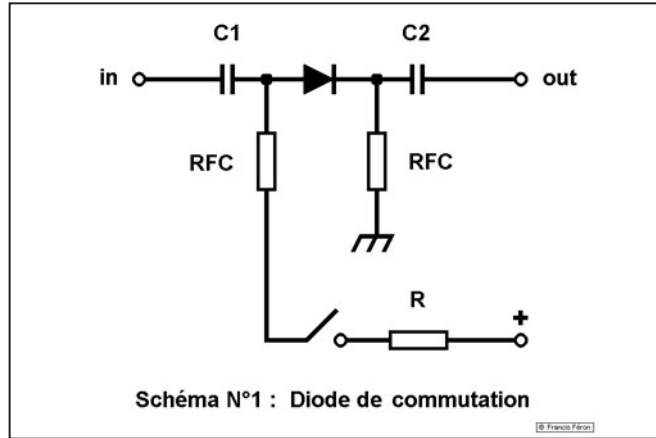 C1
C2
in
out
RFC
RFC
R
+
Schéma N°1 : Diode de commutation
© Francis Féron